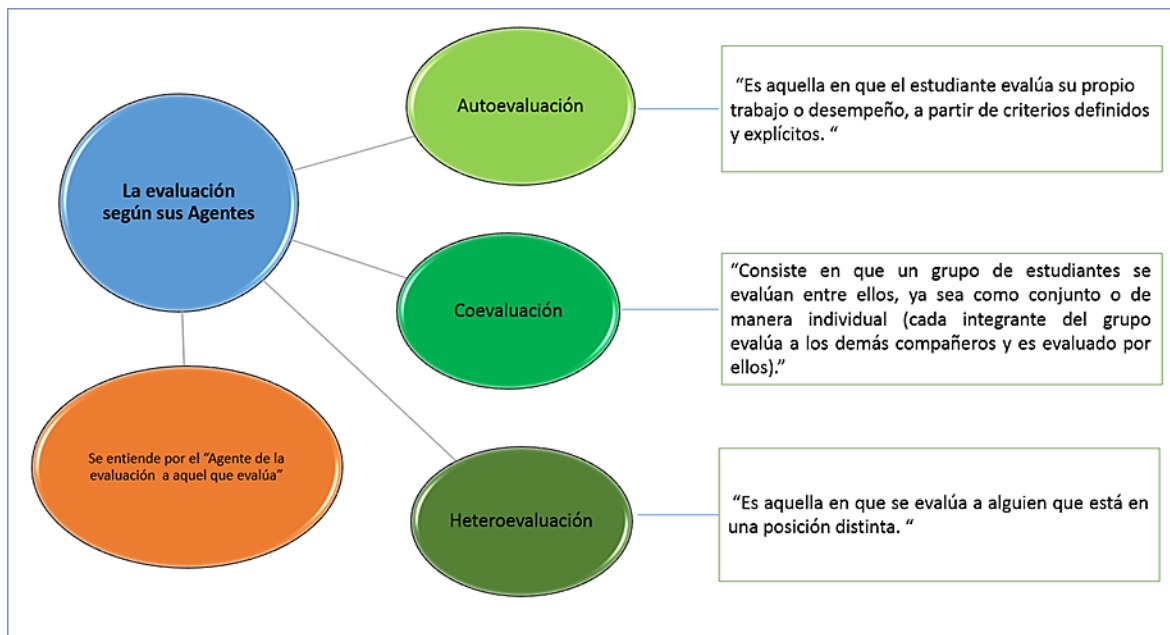 La evaluación
según sus Agentes
Se entiende por el “Agente de la
evaluación a aquel que evalúa”
Autoevaluación
“Es aquella en que el estudiante evalúa su propio
trabajo o desempeño, a partir de criterios definidos
y explícitos. “
Coevaluación
“Consiste en que un grupo de estudiantes se
evalúan entre ellos, ya sea como conjunto o de
manera individual (cada integrante del grupo
evalúa a los demás compañeros y es evaluado por
ellos).”
Heteroevaluación
“Es aquella en que se evalúa a alguien que está en
una posición distinta. “